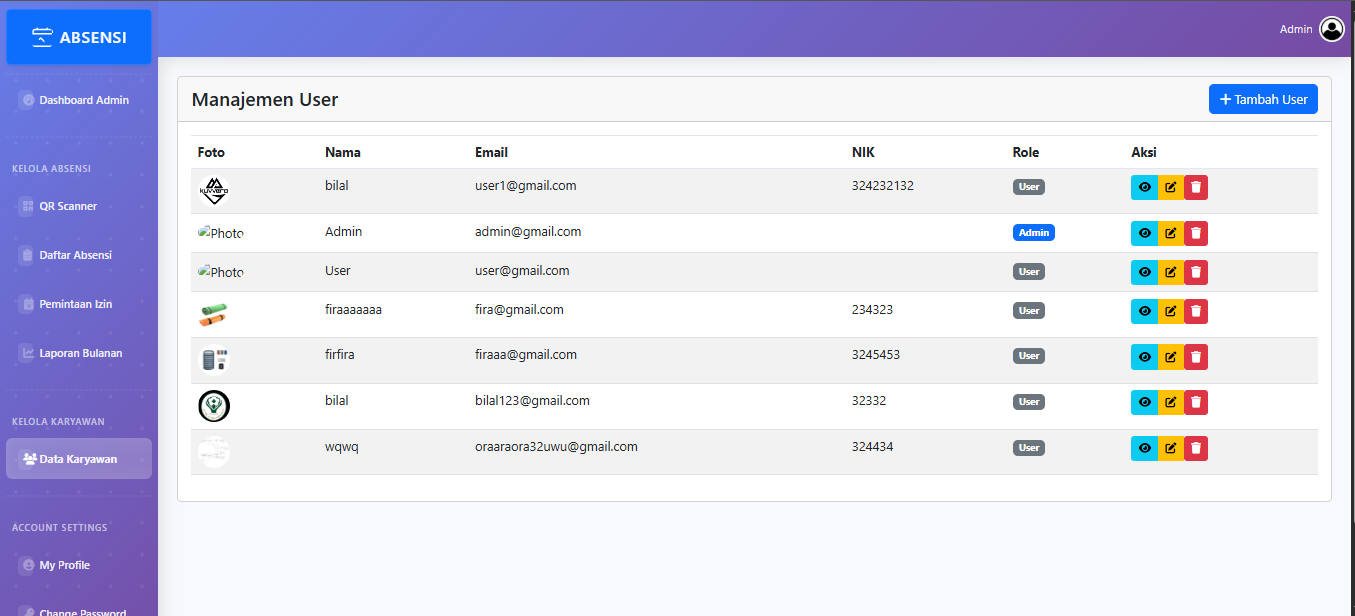 ABSENSI
Admin
Dashboard Admin
KELOLA ABSENSI
QR Scanner
Daftar Absensi
Pemintaan Izin
Laporan Bulanan
KELOLA KARYAWAN
Data Karyawan
ACCOUNT SETTINGS
My Profile
Change Password
Manajemen User
+ Tambah User
Foto Nama Email NIK Role Aksi
KUVVERO bilal user1@gmail.com 324232132 User
Photo Admin admin@gmail.com Admin
Photo User user@gmail.com User
firaaaaaaa fira@gmail.com 234323 User
firfira firaaa@gmail.com 3245453 User
bilal bilal123@gmail.com 32332 User
wqwq oraaraora32uwu@gmail.com 324434 User